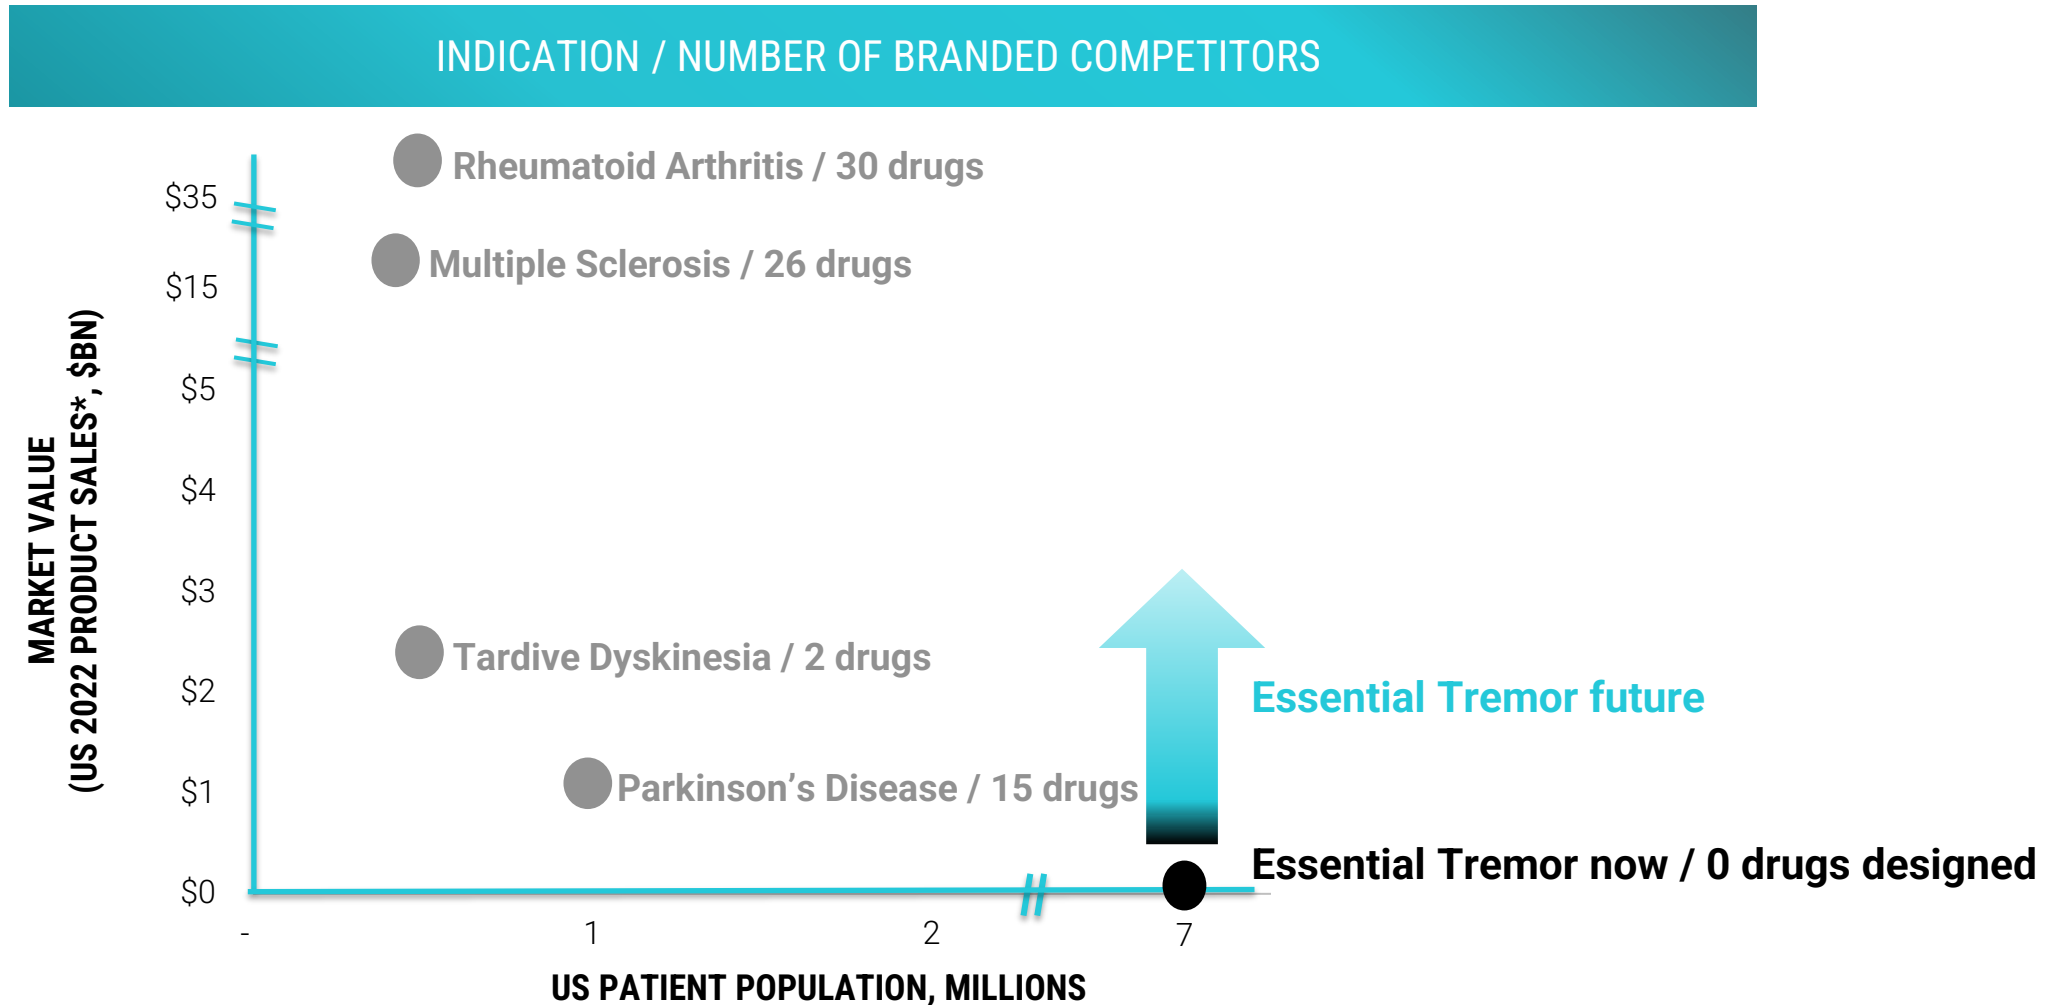 INDICATION / NUMBER OF BRANDED COMPETITORS
Rheumatoid Arthritis / 30 drugs
$35
Multiple Sclerosis / 26 drugs
$15
$5
$4
$3
Tardive Dyskinesia / 2 drugs
$2
Essential Tremor future
Parkinson’s Disease / 15 drugs
$1
Essential Tremor now / 0 drugs designed
$0
MARKET VALUE
(US 2022 PRODUCT SALES*, $BN)
-
1
2
7
US PATIENT POPULATION, MILLIONS